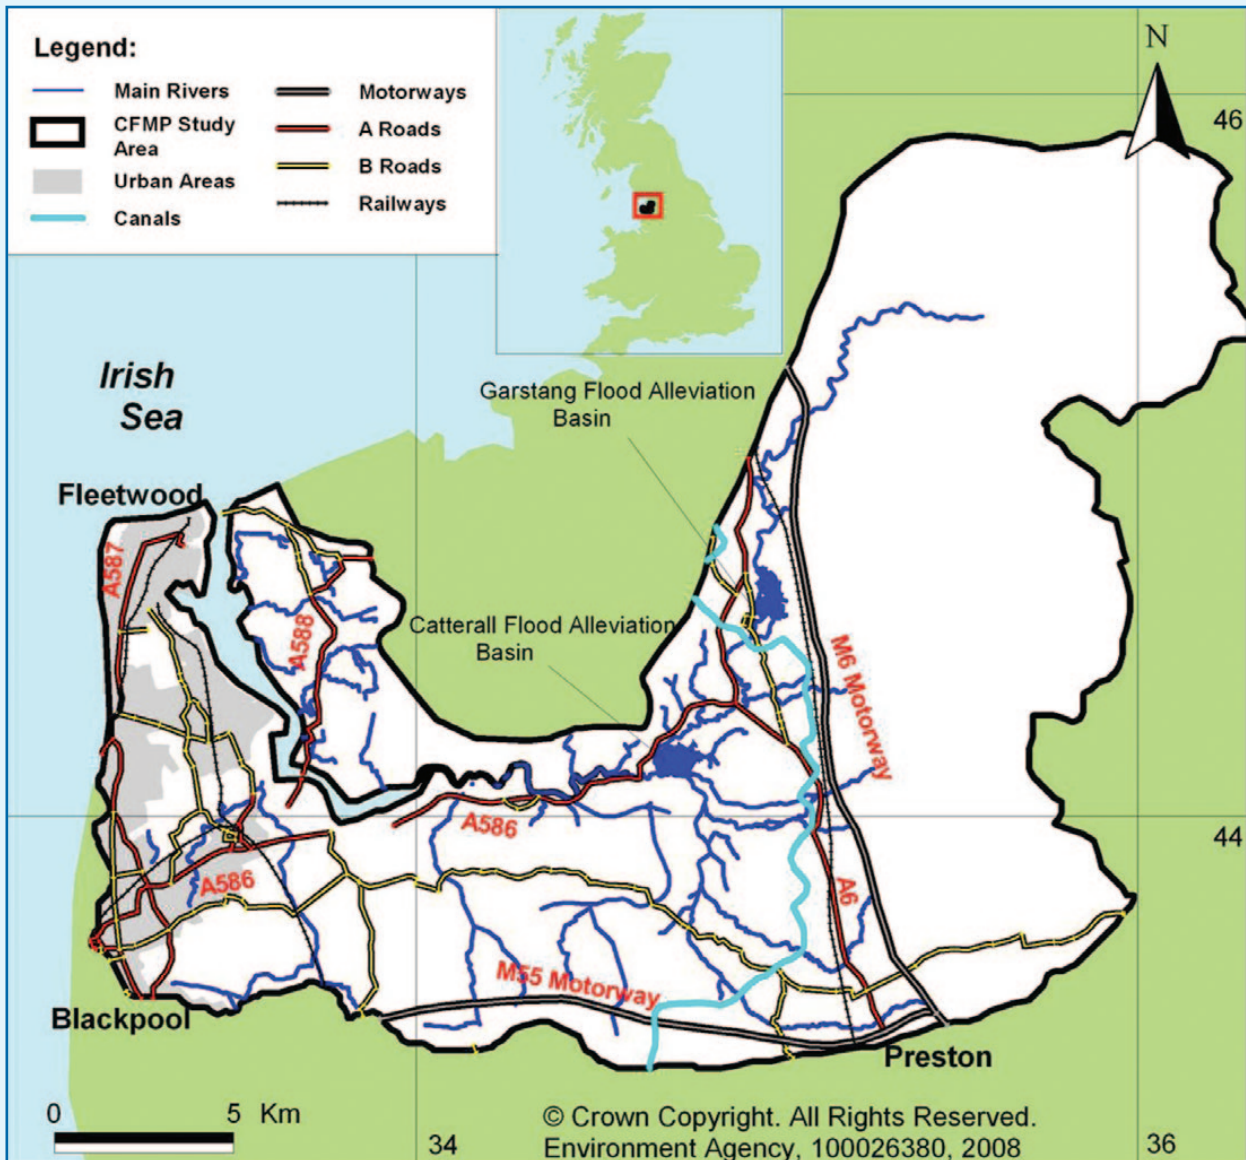 Legend:
Main Rivers
CFMP Study
Area
Urban Areas
Canals
Motorways
A Roads
B Roads
Railways
N
46
Irish
Sea
Garstang Flood Alleviation
Basin
Fleetwood
A587
A588
Catterall Flood Alleviation
Basin
M6 Motorway
A586
44
A586
A6
M55 Motorway
Blackpool
Preston
0 5 Km
© Crown Copyright. All Rights Reserved.
Environment Agency, 100026380, 2008
34
36